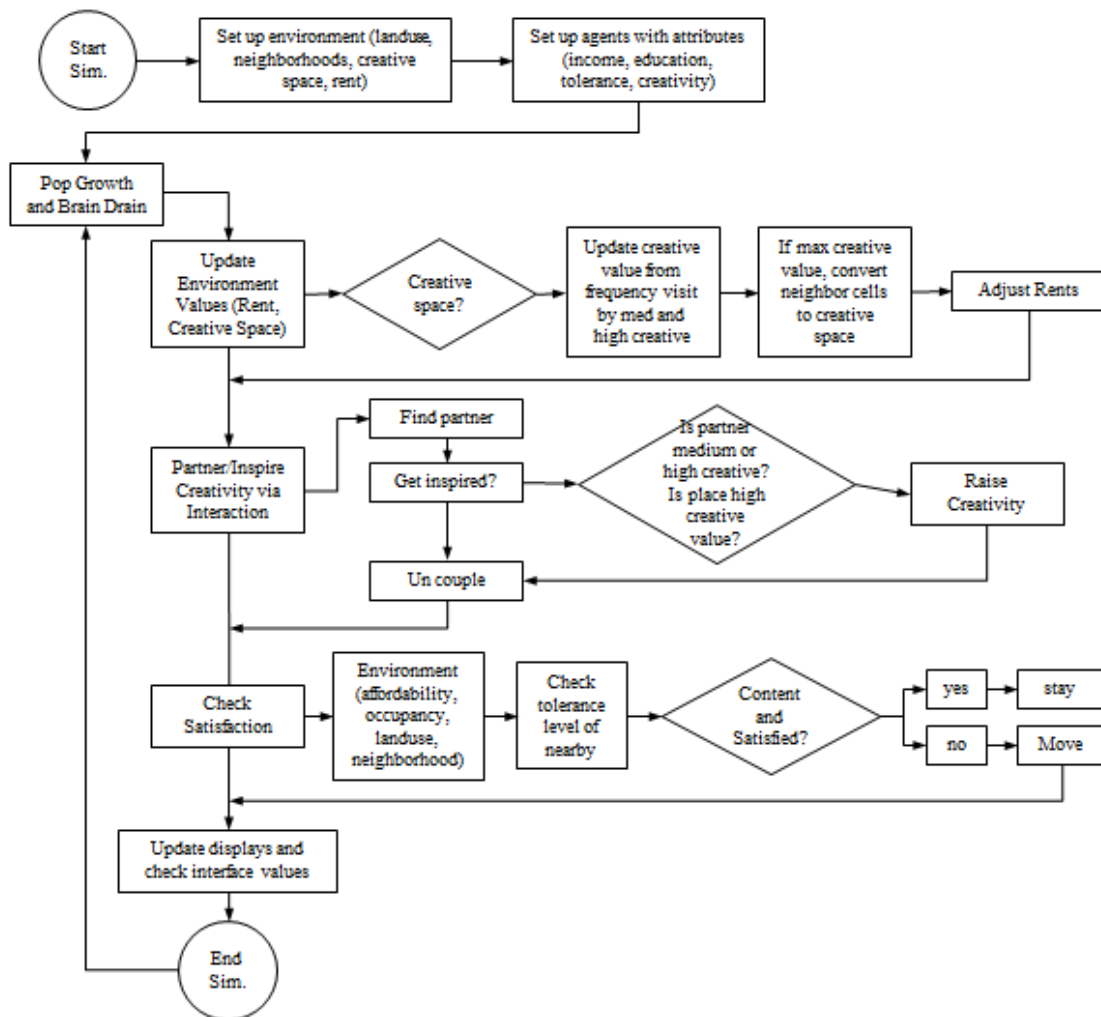 Start
Sim.
Set up environment (landuse,
neighborhoods, creative
space, rent)
Set up agents with attributes
(income, education,
tolerance, creativity)
Pop Growth
and Brain Drain
Update
Environment
Values (Rent,
Creative Space)
Creative
space?
Update creative
value from
frequency visit
by med and
high creative
If max creative
value, convert
neighbor cells
to creative
space
Adjust Rents
Partner/Inspire
Creativity via
Interaction
Find partner
Get inspired?
Un couple
Is partner
medium or
high creative?
Is place high
creative
value?
Raise
Creativity
Check
Satisfaction
Environment
(affordability,
occupancy,
landuse,
neighborhood)
Check
tolerance
level of
nearby
Content
and
Satisfied?
yes
stay
no
Move
Update displays and
check interface values
End
Sim.